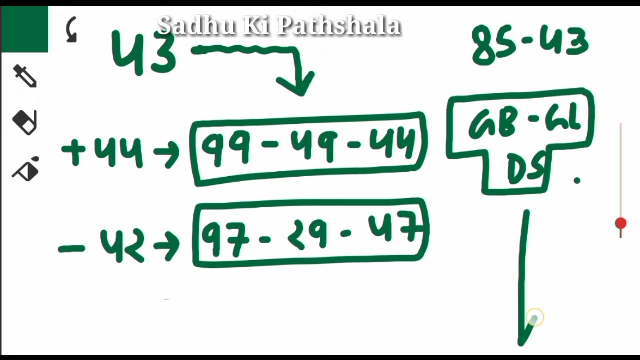 Sadhu Ki Pathshala
43
85-43
+44 → 99-49-44
GB-GL
DS.
-42 → 97-29-47